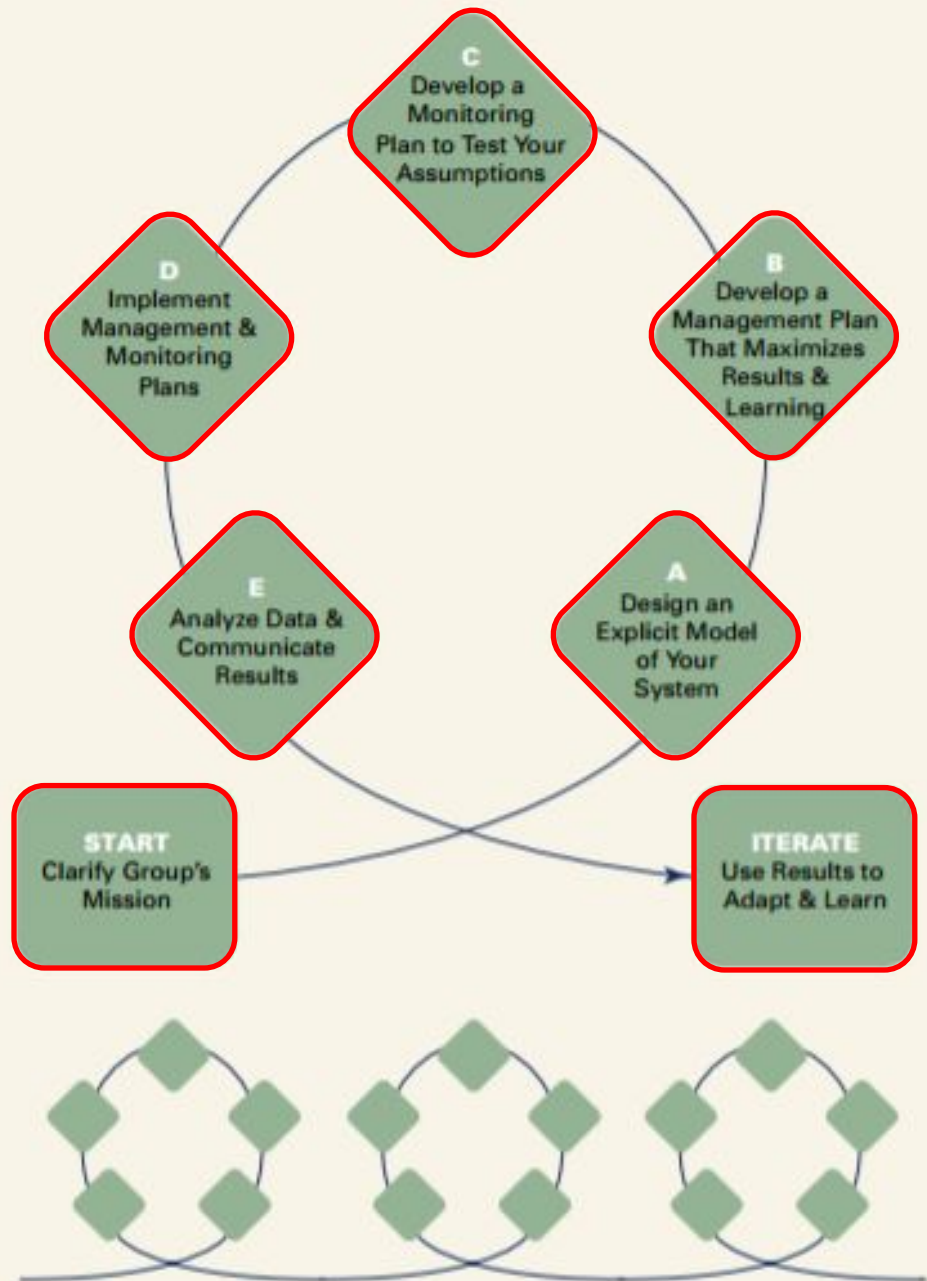 C
Develop a
Monitoring
Plan to Test Your
Assumptions
D
Implement
Management &
Monitoring
Plans
B
Develop a
Management Plan
That Maximizes
Results &
Learning
E
Analyze Data &
Communicate
Results
A
Design an
Explicit Model
of Your
System
START
Clarify Group's
Mission
ITERATE
Use Results to
Adapt & Learn